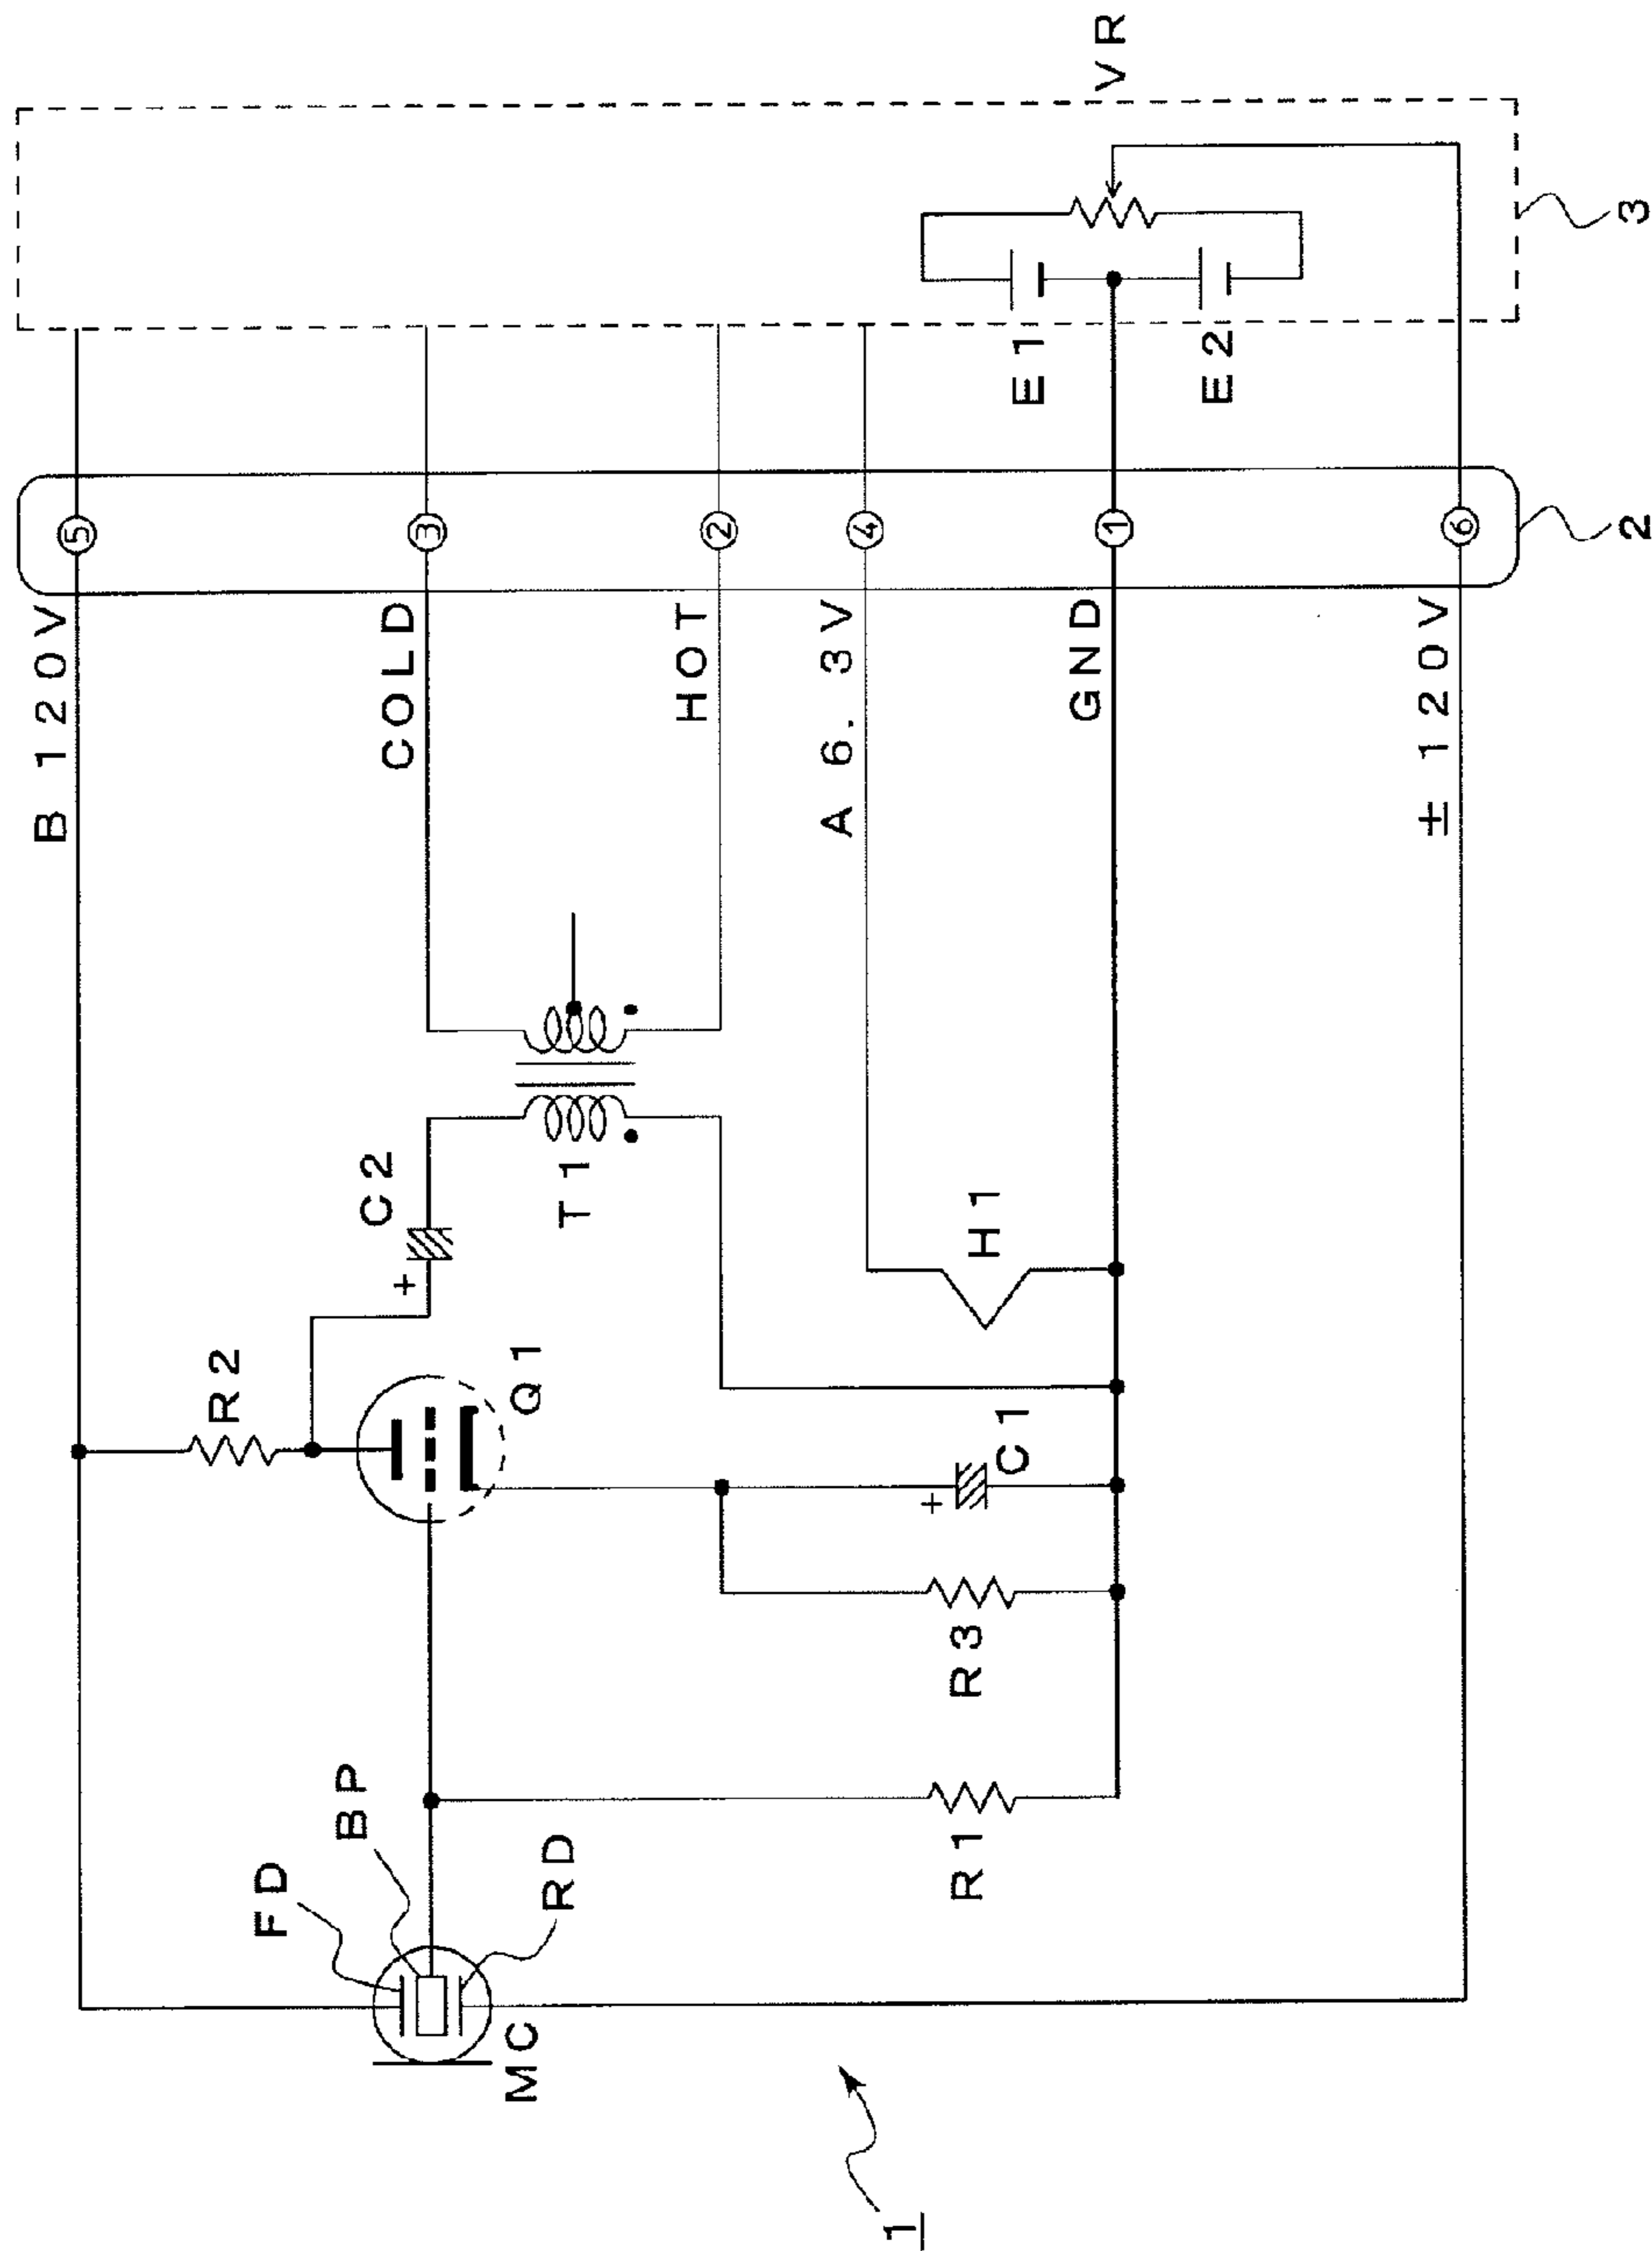 B 120V
5
COLD
3
HOT
2
A 6. 3V
4
GND
1
± 120V
6
2
3
VR
E1
E2
R2
Q1
C2
+
T1
H1
C1
+
R3
R1
FD
BP
RD
MC
1